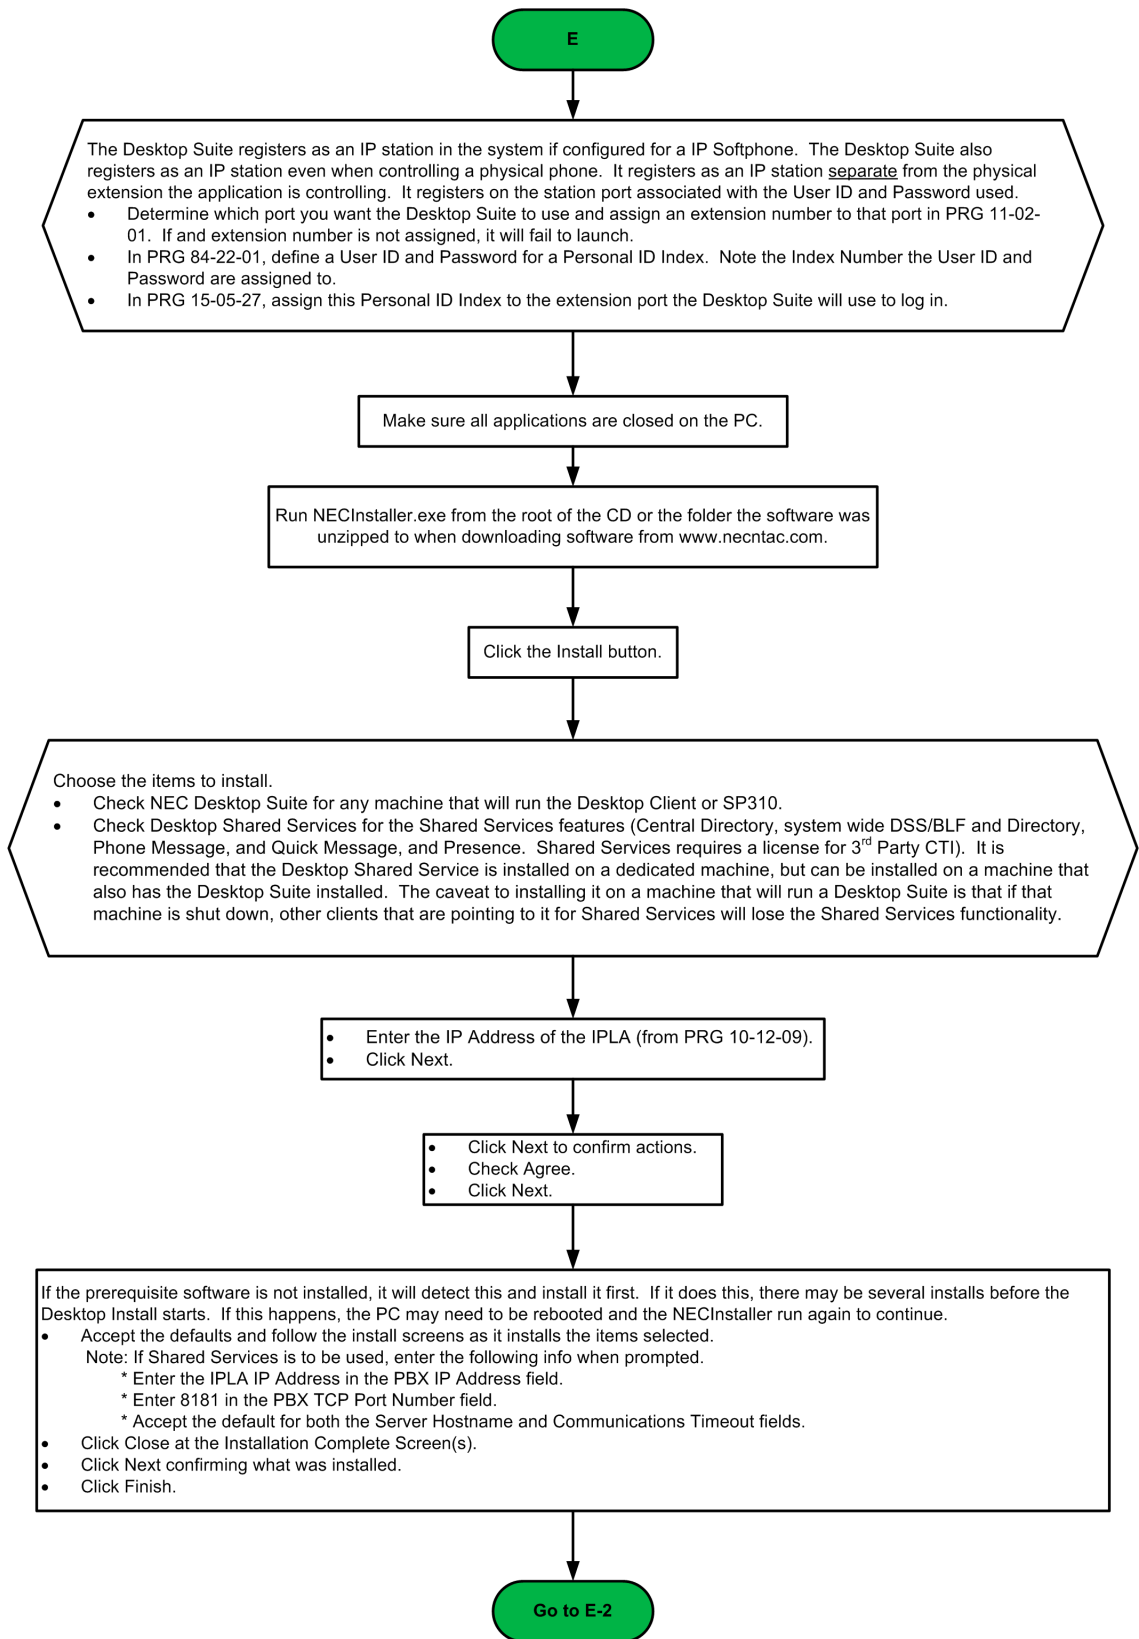 E
The Desktop Suite registers as an IP station in the system if configured for a IP Softphone.  The Desktop Suite also
registers as an IP station even when controlling a physical phone.  It registers as an IP station separate from the physical
extension the application is controlling.  It registers on the station port associated with the User ID and Password used.
• Determine which port you want the Desktop Suite to use and assign an extension number to that port in PRG 11-02-
01.  If and extension number is not assigned, it will fail to launch.
• In PRG 84-22-01, define a User ID and Password for a Personal ID Index.  Note the Index Number the User ID and
Password are assigned to.
• In PRG 15-05-27, assign this Personal ID Index to the extension port the Desktop Suite will use to log in.
Make sure all applications are closed on the PC.
Run NECInstaller.exe from the root of the CD or the folder the software was
unzipped to when downloading software from www.necntac.com.
Click the Install button.
Choose the items to install.
• Check NEC Desktop Suite for any machine that will run the Desktop Client or SP310.
• Check Desktop Shared Services for the Shared Services features (Central Directory, system wide DSS/BLF and Directory,
Phone Message, and Quick Message, and Presence.  Shared Services requires a license for 3rd Party CTI).  It is
recommended that the Desktop Shared Service is installed on a dedicated machine, but can be installed on a machine that
also has the Desktop Suite installed.  The caveat to installing it on a machine that will run a Desktop Suite is that if that
machine is shut down, other clients that are pointing to it for Shared Services will lose the Shared Services functionality.
• Enter the IP Address of the IPLA (from PRG 10-12-09).
• Click Next.
• Click Next to confirm actions.
• Check Agree.
• Click Next.
If the prerequisite software is not installed, it will detect this and install it first.  If it does this, there may be several installs before the
Desktop Install starts.  If this happens, the PC may need to be rebooted and the NECInstaller run again to continue.
• Accept the defaults and follow the install screens as it installs the items selected.
Note: If Shared Services is to be used, enter the following info when prompted.
* Enter the IPLA IP Address in the PBX IP Address field.
* Enter 8181 in the PBX TCP Port Number field.
* Accept the default for both the Server Hostname and Communications Timeout fields.
• Click Close at the Installation Complete Screen(s).
• Click Next confirming what was installed.
• Click Finish.
Go to E-2